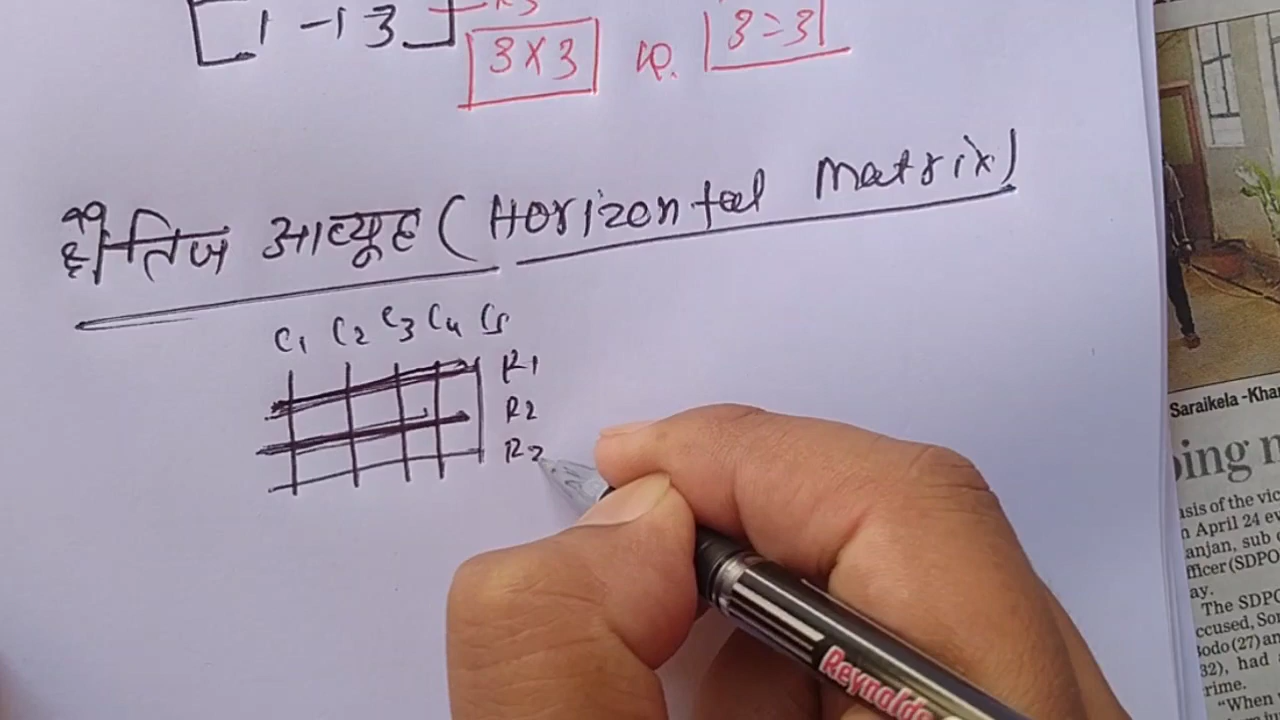 1 -1 3
3×3 या. 3=3
क्षैतिज आव्यूह (Horizontal Matrix)
C1 C2 C3 C4 C5
R1
R2
R3
Reynolds
Saraikela -Khar
ping n
asis of the vic
n April 24 ev
anjan, sub
fficer (SDPO
ay.
The SDPO
ccused, Son
odo (27) an
32), had
rime.
"When